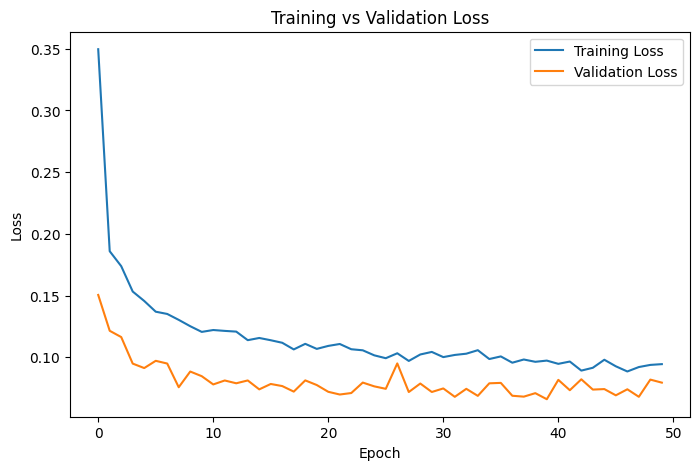 Training vs Validation Loss
Training Loss
Validation Loss
Loss
0.35
0.30
0.25
0.20
0.15
0.10
0 10 20 30 40 50
Epoch